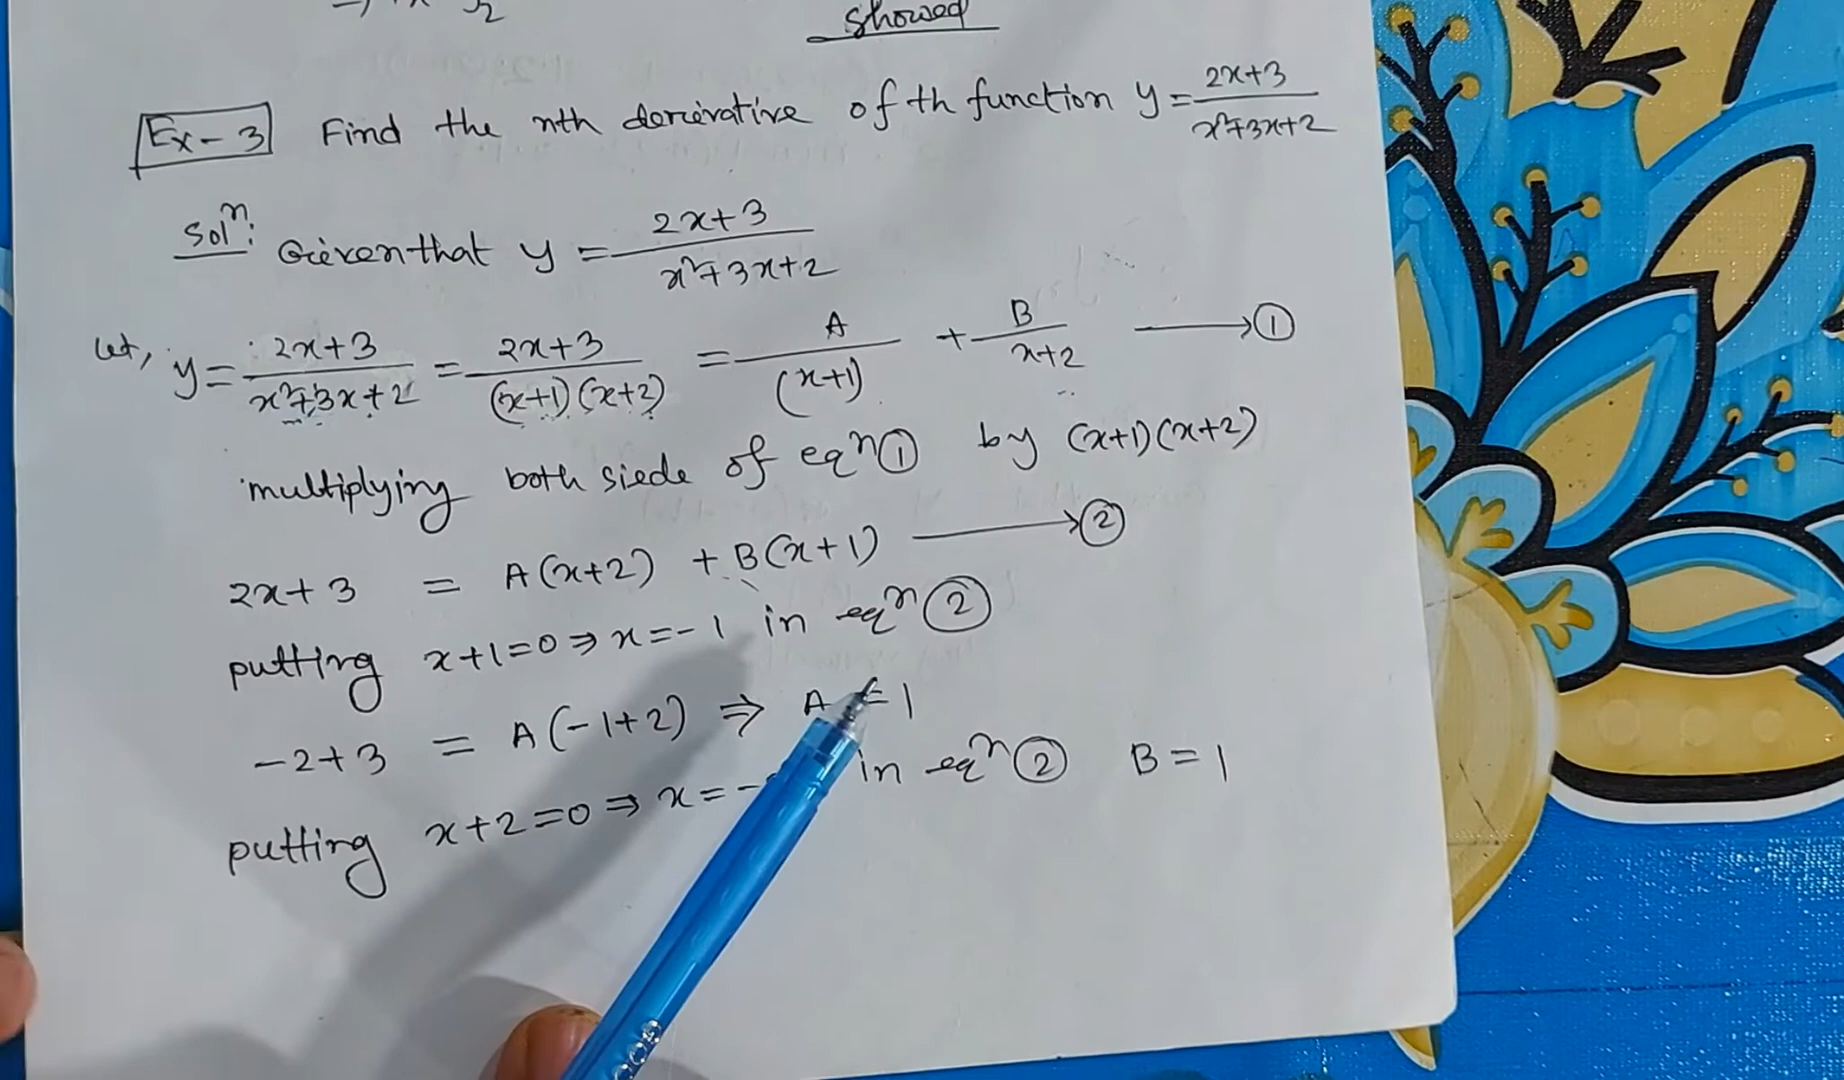 showed
Ex-3 Find the nth derivative of th function y = 2x+3 / x²+3x+2
Solⁿ: Given that y = 2x+3 / x²+3x+2
Let, y = 2x+3 / x²+3x+2 = 2x+3 / (x+1)(x+2) = A / (x+1) + B / x+2 → ①
multiplying both siede of eqⁿ① by (x+1)(x+2)
2x+3 = A(x+2) + B(x+1) → ②
putting x+1=0 ⇒ x=-1 in eqⁿ②
-2+3 = A(-1+2) ⇒ A = 1
putting x+2=0 ⇒ x=- in eqⁿ② B = 1